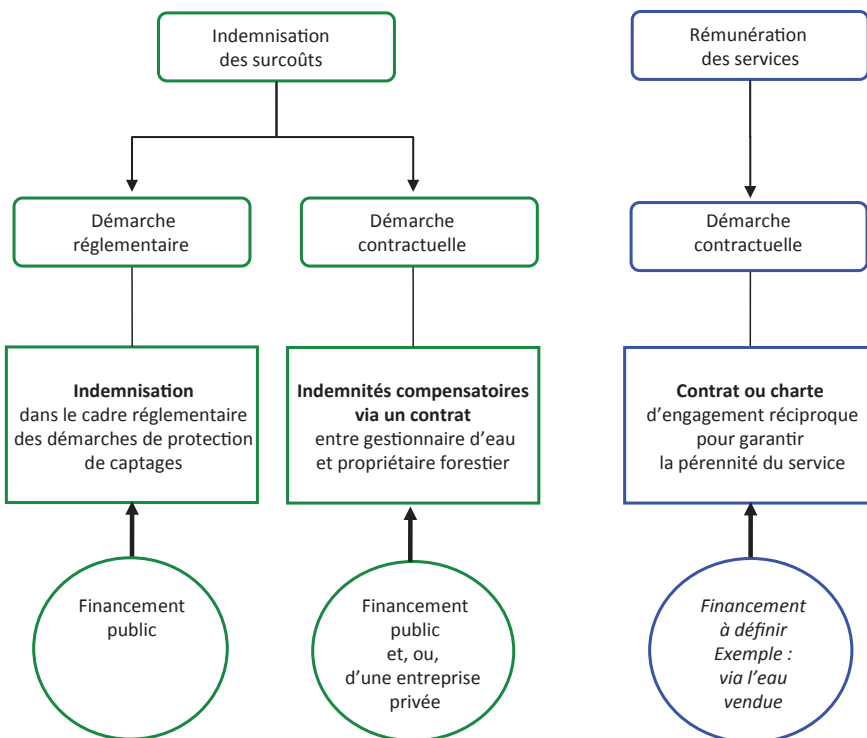 Indemnisation
des surcoûts
Rémunération
des services
Démarche
réglementaire
Démarche
contractuelle
Démarche
contractuelle
Indemnisation
dans le cadre réglementaire
des démarches de protection
de captages
Indemnités compensatoires
via un contrat
entre gestionnaire d’eau
et propriétaire forestier
Contrat ou charte
d’engagement réciproque
pour garantir
la pérennité du service
Financement
public
Financement
public
et, ou,
d’une entreprise
privée
Financement
à définir
Exemple :
via l’eau
vendue